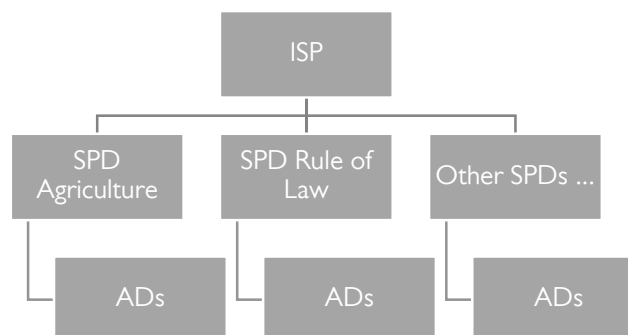 ISP
SPD
Agriculture
SPD Rule of
Law
Other SPDs ...
ADs
ADs
ADs